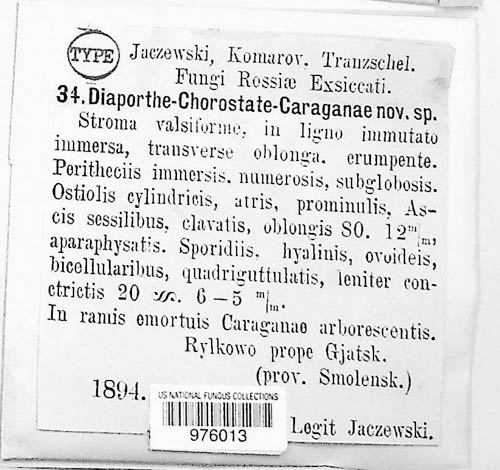 TYPE
Jaczewski, Komarov. Tranzschel.
Fungi Rossiæ Exsiccati.
34. Diaporthe-Chorostate-Caraganae nov. sp.
Stroma valsiforme, in ligno immutato
immersa, transverse oblonga. erumpente.
Peritheciis immersis. numerosis, subglobosis.
Ostiolis cylindricis, atris, prominulis, As-
cis sessilibus, clavatis, oblongis 80. 12 m/m,
aparaphysatis. Sporidiis, hyalinis, ovoideis,
bicellularibus, quadriguttulatis, leniter con-
ctrictis 20 6–5 m/m.
In ramis emortuis Caraganae arborescentis.
Rylkowo prope Gjatsk.
(prov. Smolensk.)
1894.
US NATIONAL FUNGUS COLLECTIONS
976013
Legit Jaczewski.